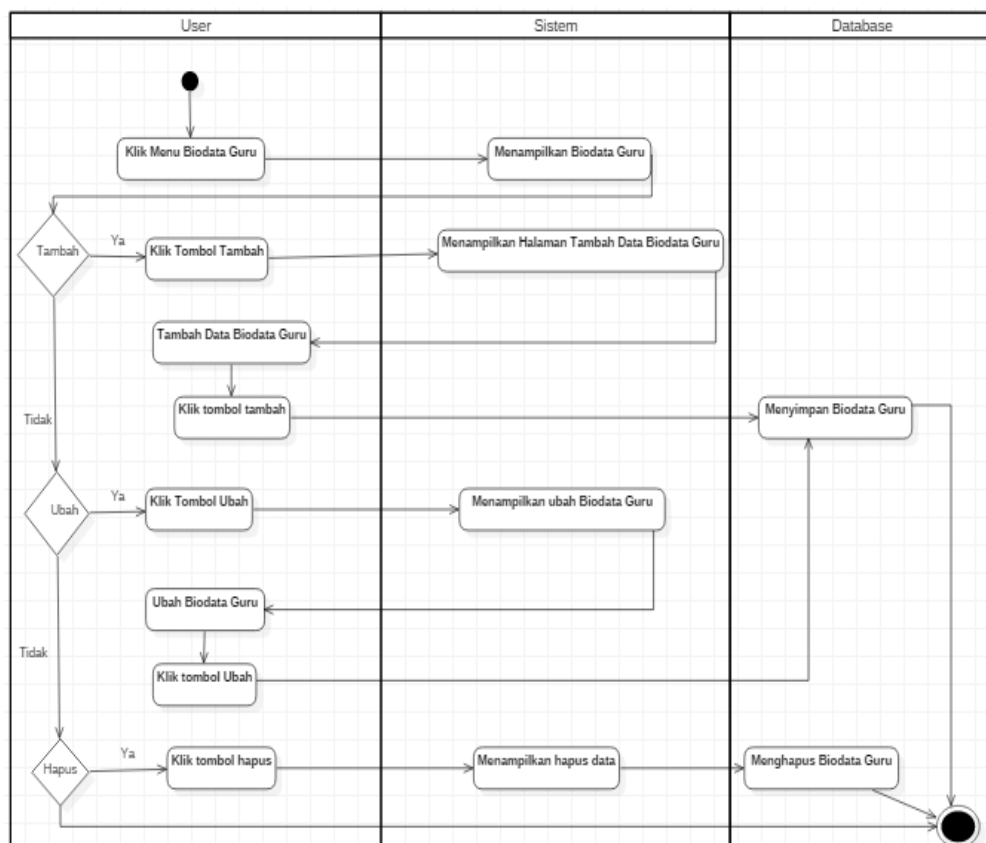 User
Sistem
Database
Klik Menu Biodata Guru
Menampilkan Biodata Guru
Tambah
Ya
Klik Tombol Tambah
Menampilkan Halaman Tambah Data Biodata Guru
Tambah Data Biodata Guru
Tidak
Klik tombol tambah
Menyimpan Biodata Guru
Ubah
Ya
Klik Tombol Ubah
Menampilkan ubah Biodata Guru
Ubah Biodata Guru
Tidak
Klik tombol Ubah
Hapus
Ya
Klik tombol hapus
Menampilkan hapus data
Menghapus Biodata Guru